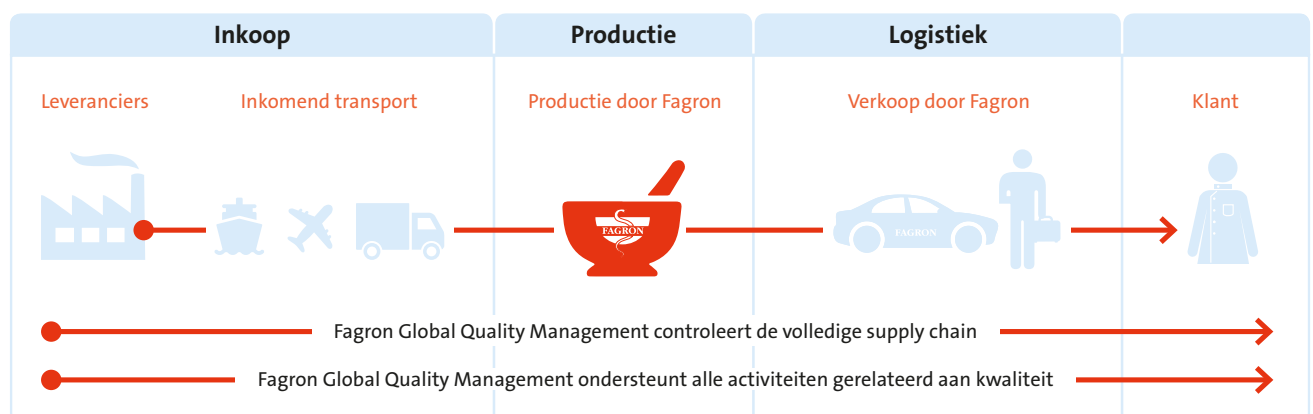 Inkoop
Productie
Logistiek
Leveranciers
Inkomend transport
Productie door Fagron
Verkoop door Fagron
Klant
FAGRON
FAGRON
Fagron Global Quality Management controleert de volledige supply chain
Fagron Global Quality Management ondersteunt alle activiteiten gerelateerd aan kwaliteit